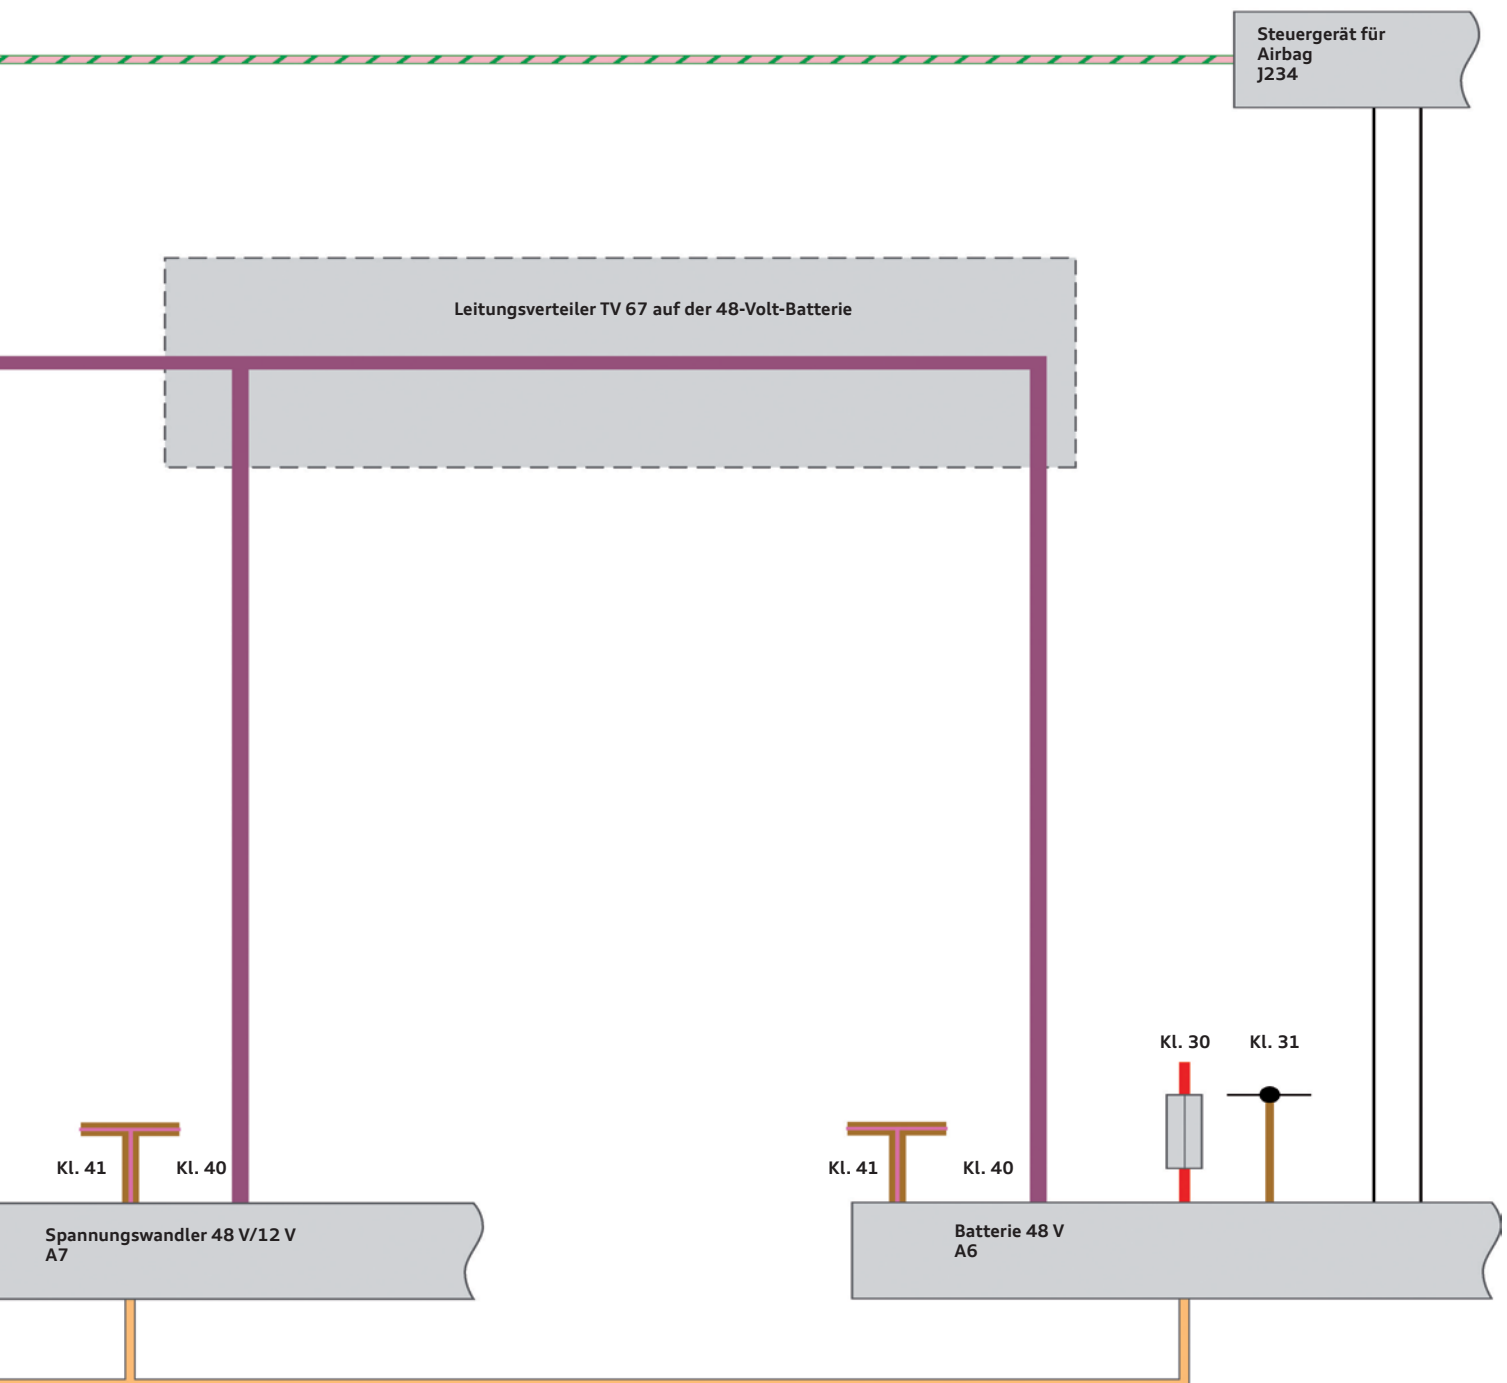 Steuergerät für
Airbag
J234
Leitungsverteiler TV 67 auf der 48-Volt-Batterie
Kl. 30
Kl. 31
Kl. 41
Kl. 40
Kl. 41
Kl. 40
Spannungswandler 48 V/12 V
A7
Batterie 48 V
A6